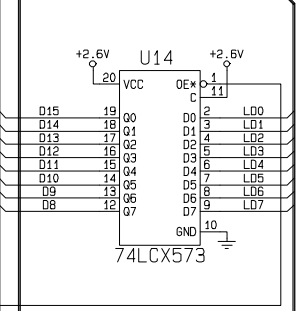 U14
+2.6V +2.6V
20 VCC OE* 1
C 11
D15 19 Q0 D0 2 LD0
D14 18 Q1 D1 3 LD1
D13 17 Q2 D2 4 LD2
D12 16 Q3 D3 5 LD3
D11 15 Q4 D4 6 LD4
D10 14 Q5 D5 7 LD5
D9 13 Q6 D6 8 LD6
D8 12 Q7 D7 9 LD7
GND 10
74LCX573